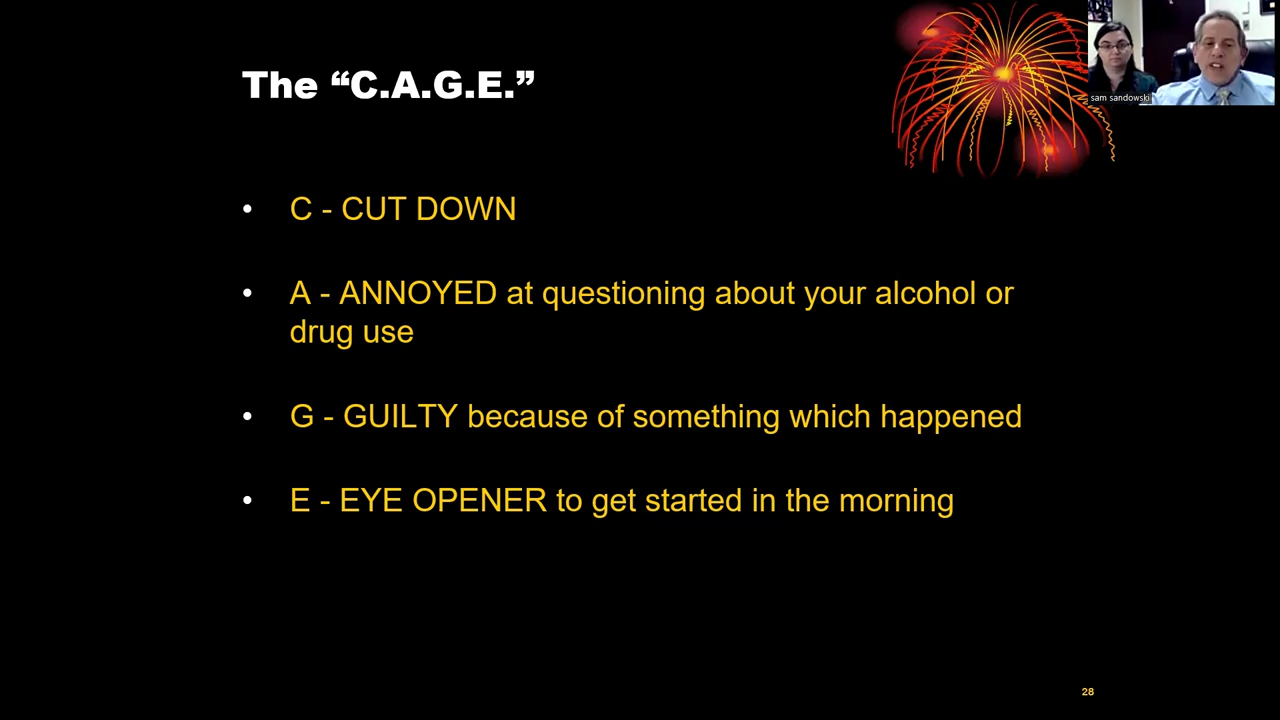 The “C.A.G.E.”
sam sandowski
• C - CUT DOWN
• A - ANNOYED at questioning about your alcohol or
drug use
• G - GUILTY because of something which happened
• E - EYE OPENER to get started in the morning
28